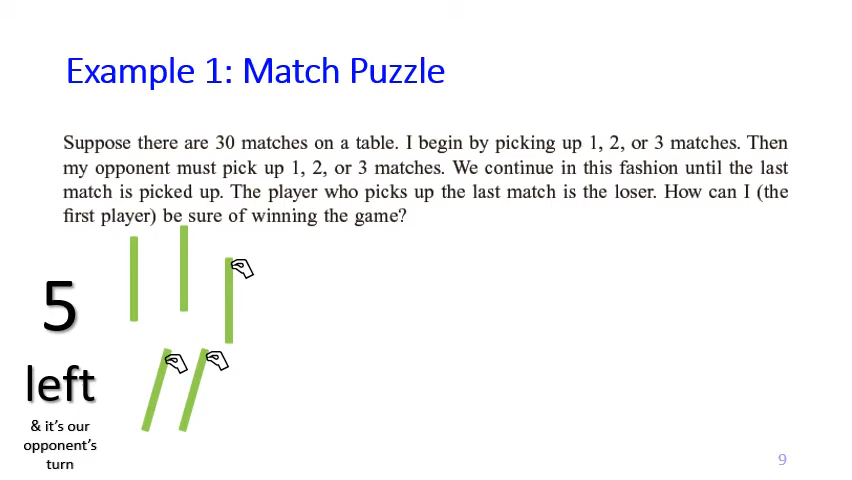 Example 1: Match Puzzle
Suppose there are 30 matches on a table. I begin by picking up 1, 2, or 3 matches. Then
my opponent must pick up 1, 2, or 3 matches. We continue in this fashion until the last
match is picked up. The player who picks up the last match is the loser. How can I (the
first player) be sure of winning the game?
5
left
& it’s our
opponent’s
turn
9